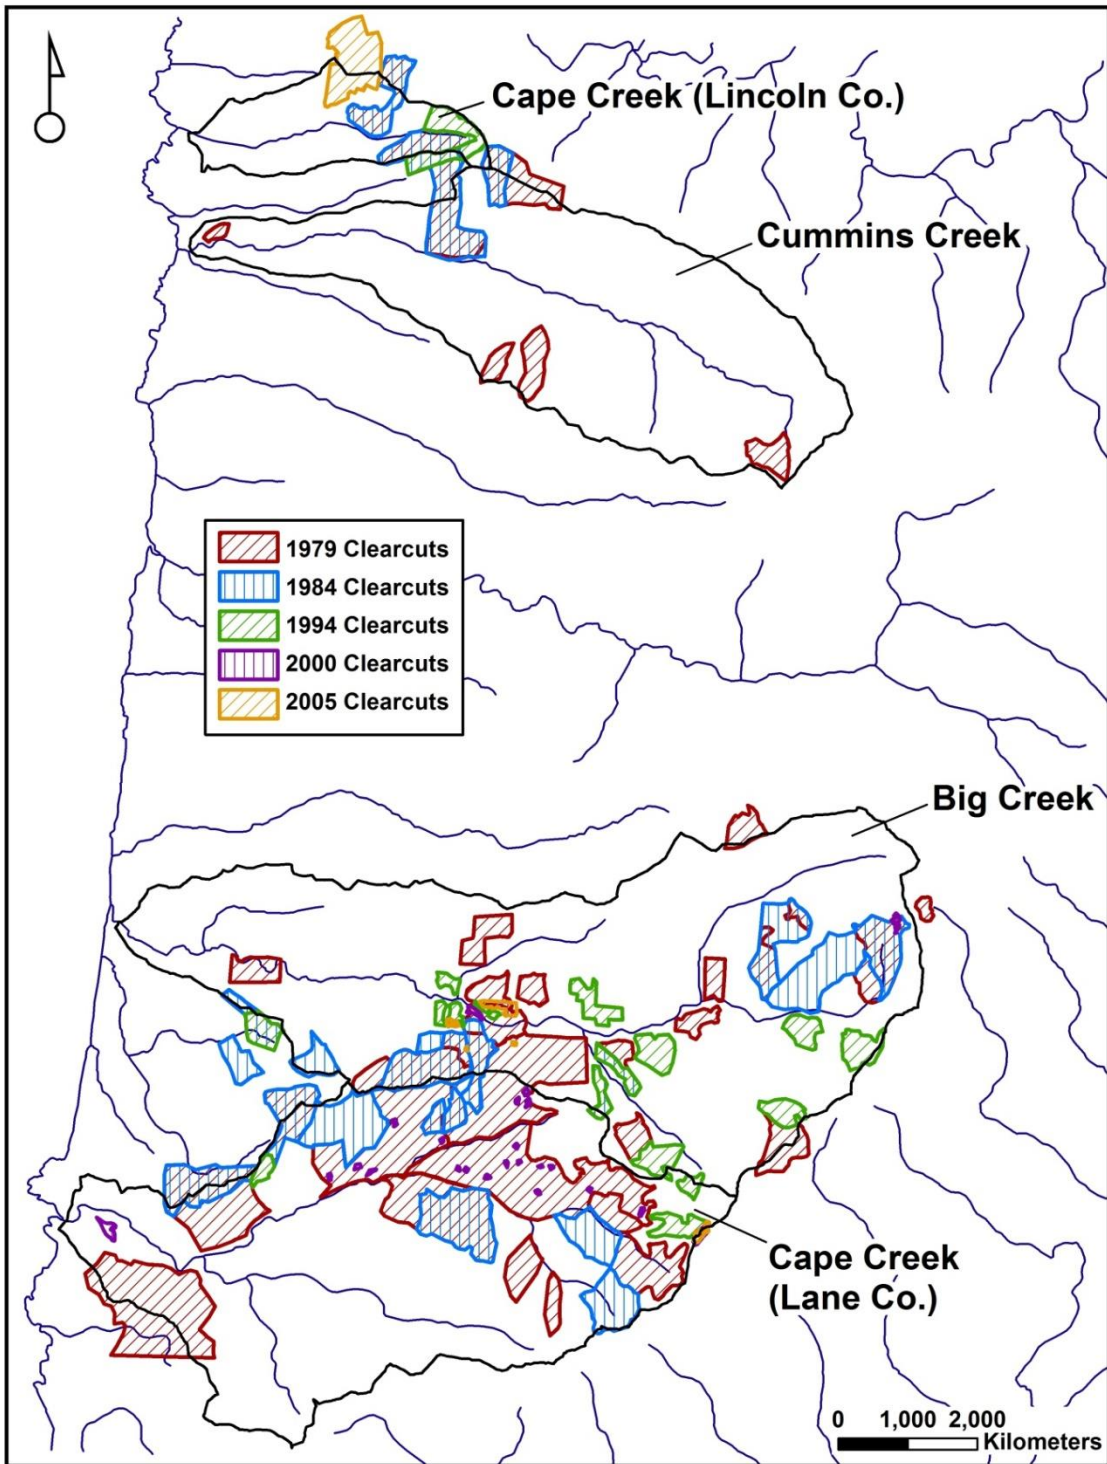 Cape Creek (Lincoln Co.)
Cummins Creek
1979 Clearcuts
1984 Clearcuts
1994 Clearcuts
2000 Clearcuts
2005 Clearcuts
Big Creek
Cape Creek
(Lane Co.)
0 1,000 2,000
Kilometers